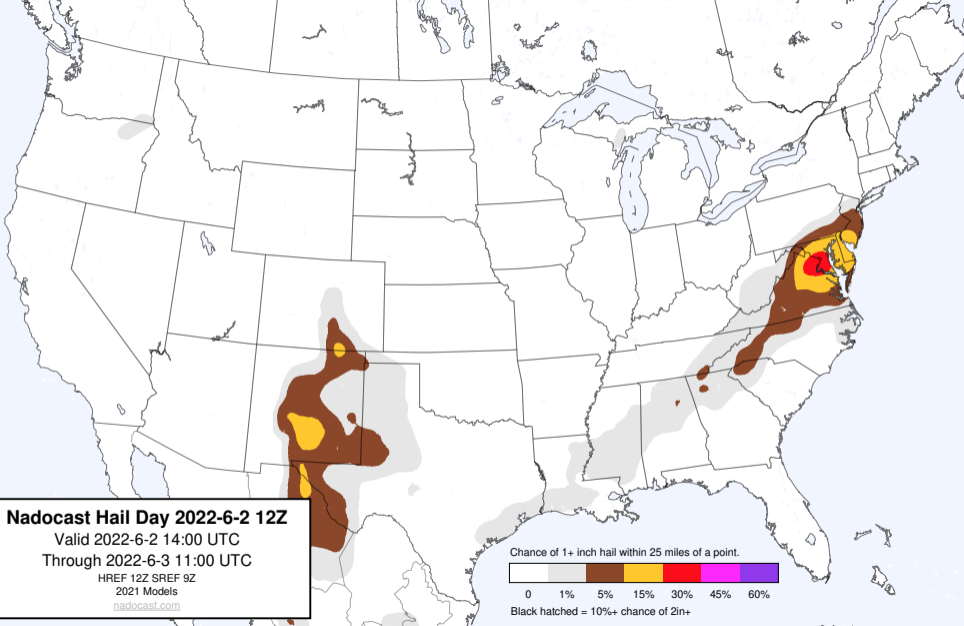 Nadocast Hail Day 2022-6-2 12Z
Valid 2022-6-2 14:00 UTC
Through 2022-6-3 11:00 UTC
HREF 12Z SREF 9Z
2021 Models
nadocast.com
Chance of 1+ inch hail within 25 miles of a point.
0 1% 5% 15% 30% 45% 60%
Black hatched = 10%+ chance of 2in+